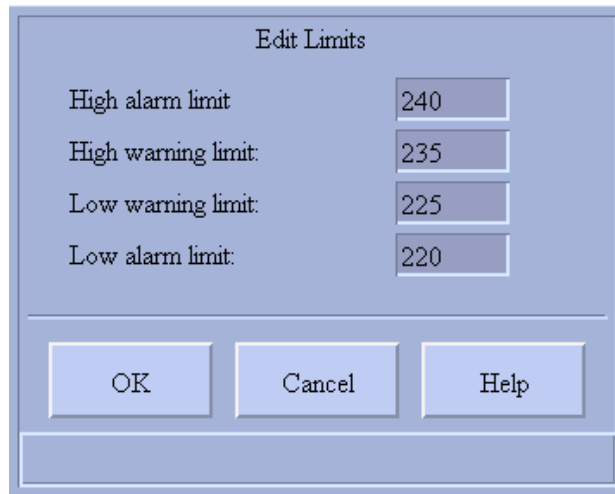 Edit Limits
High alarm limit 240
High warning limit: 235
Low warning limit: 225
Low alarm limit: 220
OK Cancel Help